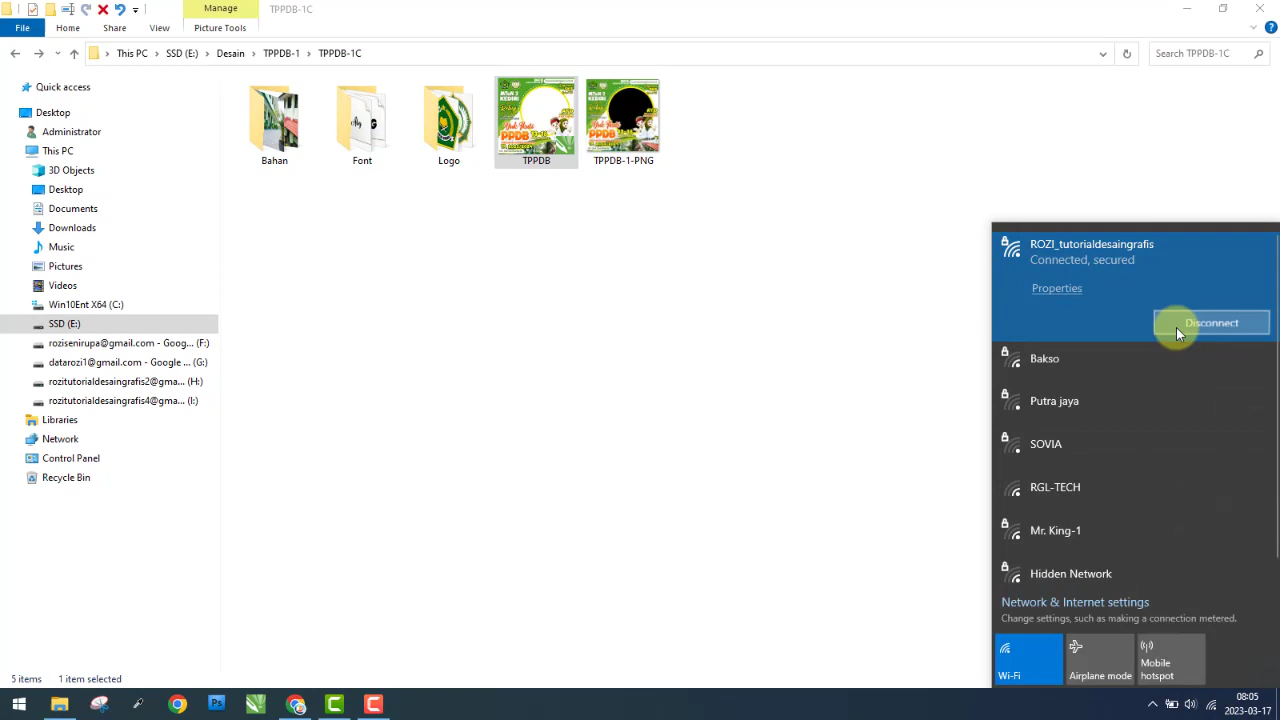 Manage
TPPDB-1C
File
Home
Share
View
Picture Tools
This PC
SSD (E:)
Desain
TPPDB-1
TPPDB-1C
Search TPPDB-1C
Quick access
Desktop
Administrator
This PC
3D Objects
Desktop
Documents
Downloads
Music
Pictures
Videos
Win10Ent X64 (C:)
SSD (E:)
rozisenirupa@gmail.com - Goog... (F:)
datarozi1@gmail.com - Google ... (G:)
rozitutorialdesaingrafis2@gma... (H:)
rozitutorialdesaingrafis4@gma... (I:)
Libraries
Network
Control Panel
Recycle Bin
Bahan
Font
Logo
TPPDB
TPPDB-1-PNG
ROZI_tutorialdesaingrafis
Connected, secured
Properties
Disconnect
Bakso
Putra jaya
SOVIA
RGL-TECH
Mr. King-1
Hidden Network
Network & Internet settings
Change settings, such as making a connection metered.
Wi-Fi
Airplane mode
Mobile
hotspot
5 items
1 item selected
08:05
2023-03-17